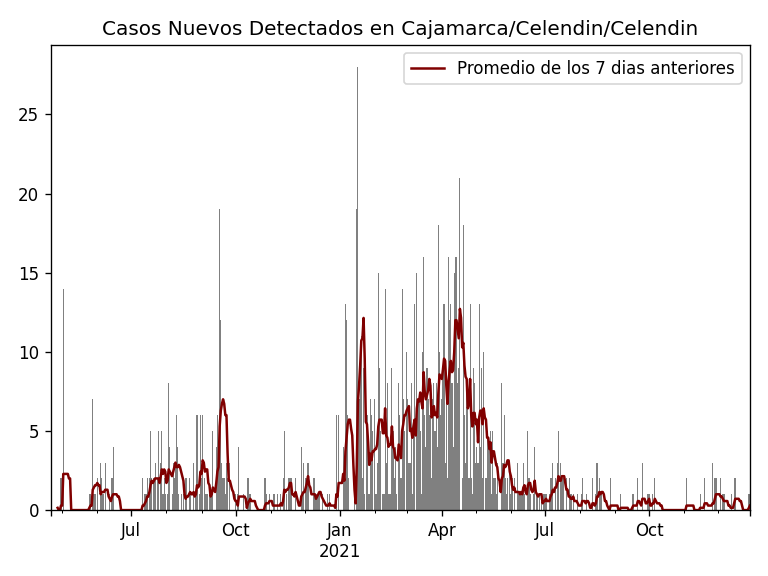 Casos Nuevos Detectados en Cajamarca/Celendin/Celendin
Promedio de los 7 dias anteriores
25
20
15
10
5
0
Jul Oct Jan Apr Jul Oct
2021